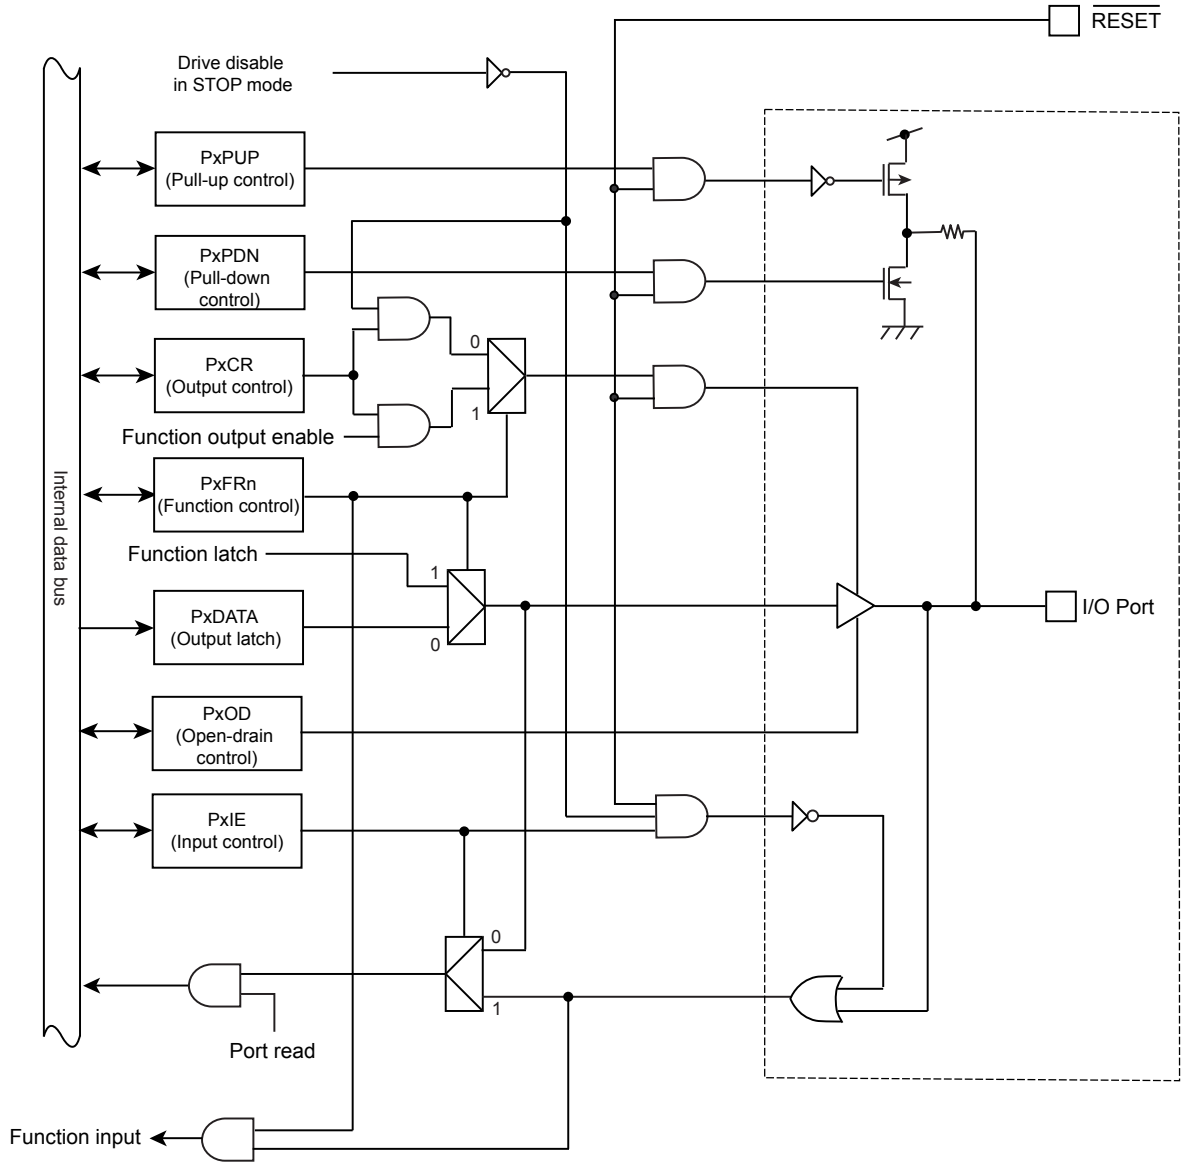 RESET
Drive disable
in STOP mode
PxPUP
(Pull-up control)
PxPDN
(Pull-down
control)
PxCR
(Output control)
0
1
Function output enable
PxFRn
(Function control)
Internal data bus
Function latch
1
PxDATA
(Output latch)
0
I/O Port
PxOD
(Open-drain
control)
PxIE
(Input control)
0
1
Port read
Function input